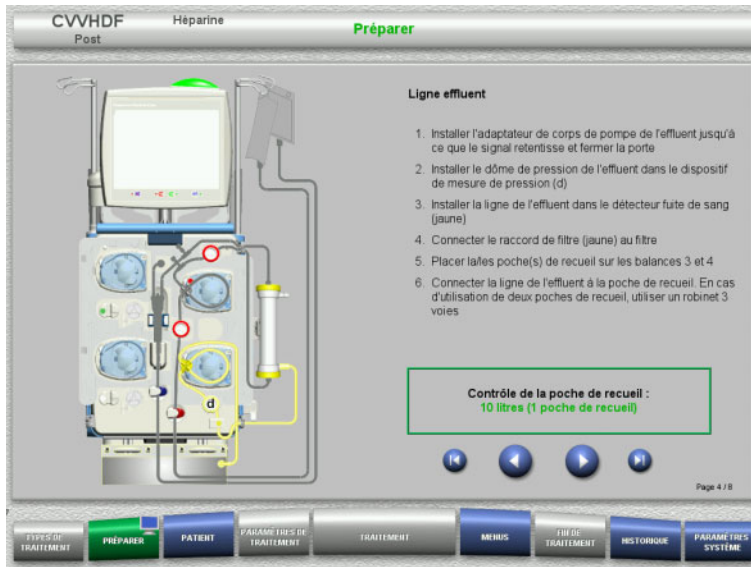 CVVHDF
Héparine
Post
Préparer
Ligne effluent
1. Installer l'adaptateur de corps de pompe de l'effluent jusqu'à
ce que le signal retentisse et fermer la porte
2. Installer le dôme de pression de l'effluent dans le dispositif
de mesure de pression (d)
3. Installer la ligne de l'effluent dans le détecteur fuite de sang
(jaune)
4. Connecter le raccord de filtre (jaune) au filtre
5. Placer la/les poche(s) de recueil sur les balances 3 et 4
6. Connecter la ligne de l'effluent à la poche de recueil. En cas
d'utilisation de deux poches de recueil, utiliser un robinet 3
voies
d
Contrôle de la poche de recueil :
10 litres (1 poche de recueil)
Page 4 / 8
TYPES DE
TRAITEMENT
PRÉPARER
PATIENT
PARAMÈTRES DE
TRAITEMENT
TRAITEMENT
MENUS
FIN DE
TRAITEMENT
HISTORIQUE
PARAMÈTRES
SYSTÈME